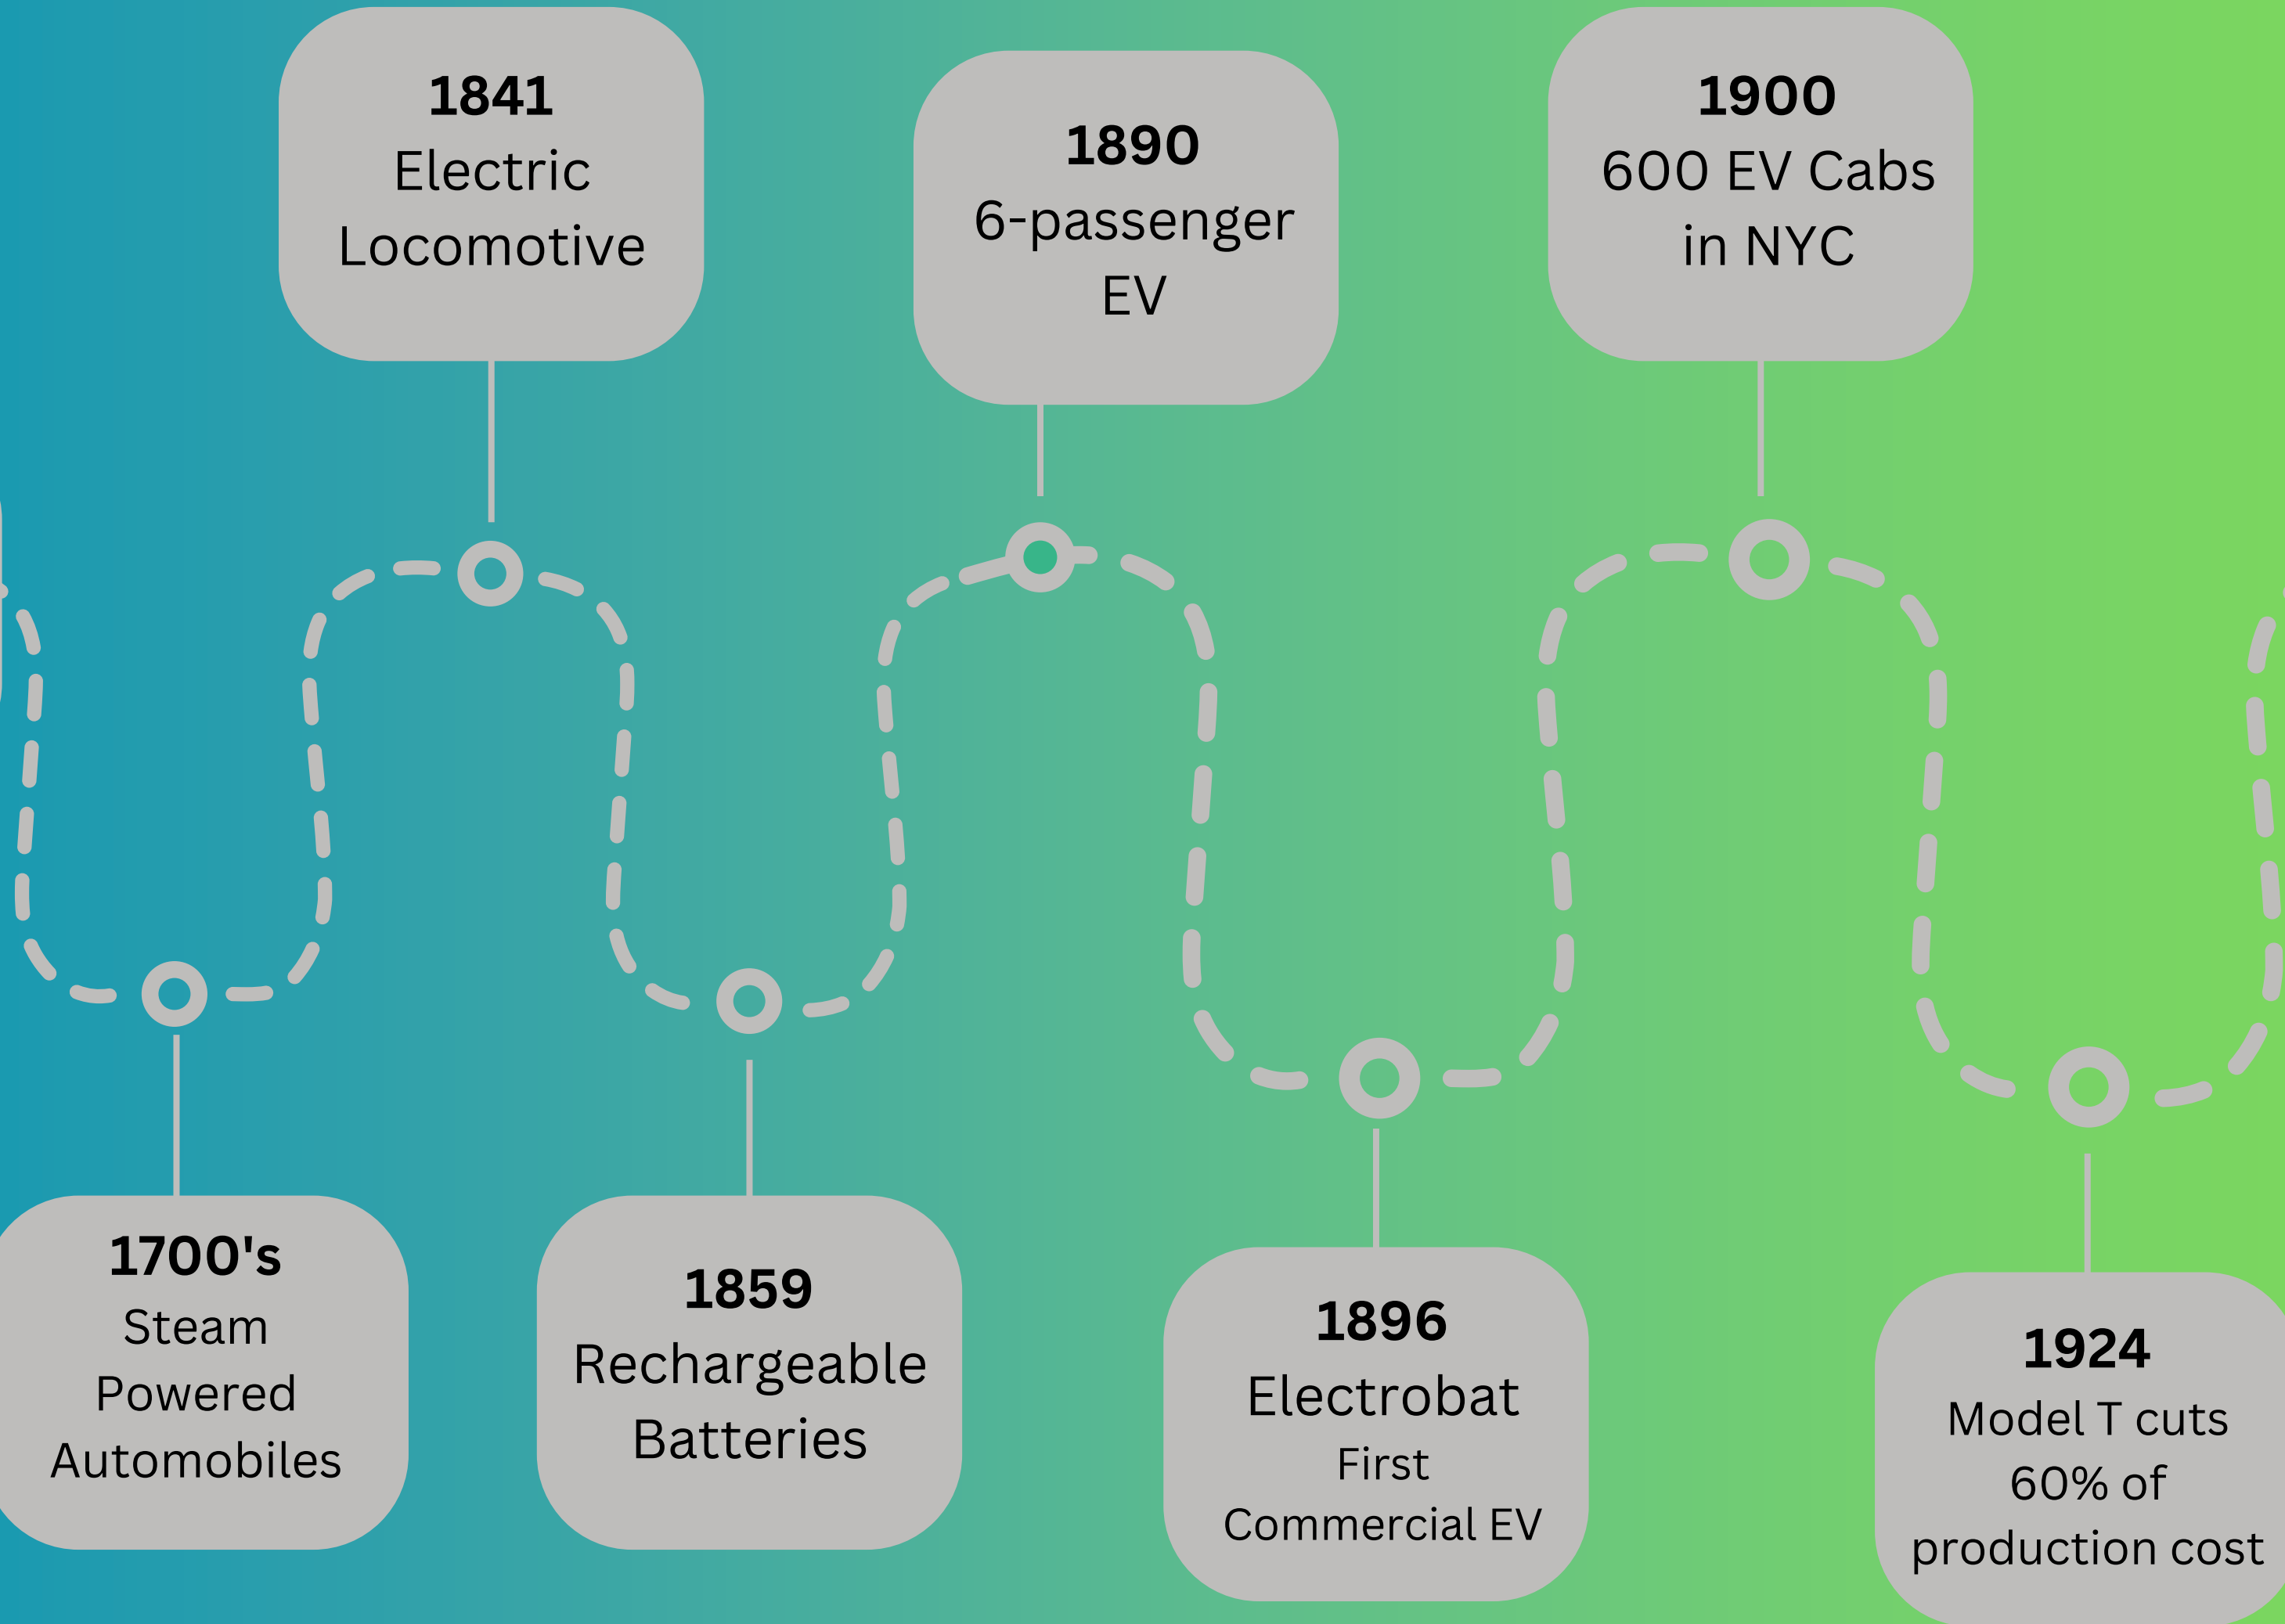 1841
Electric
Locomotive
1890
6-passenger
EV
1900
600 EV Cabs
in NYC
1700's
Steam
Powered
Automobiles
1859
Rechargeable
Batteries
1896
Electrobat
First
Commercial EV
1924
Model T cuts
60% of
production cost